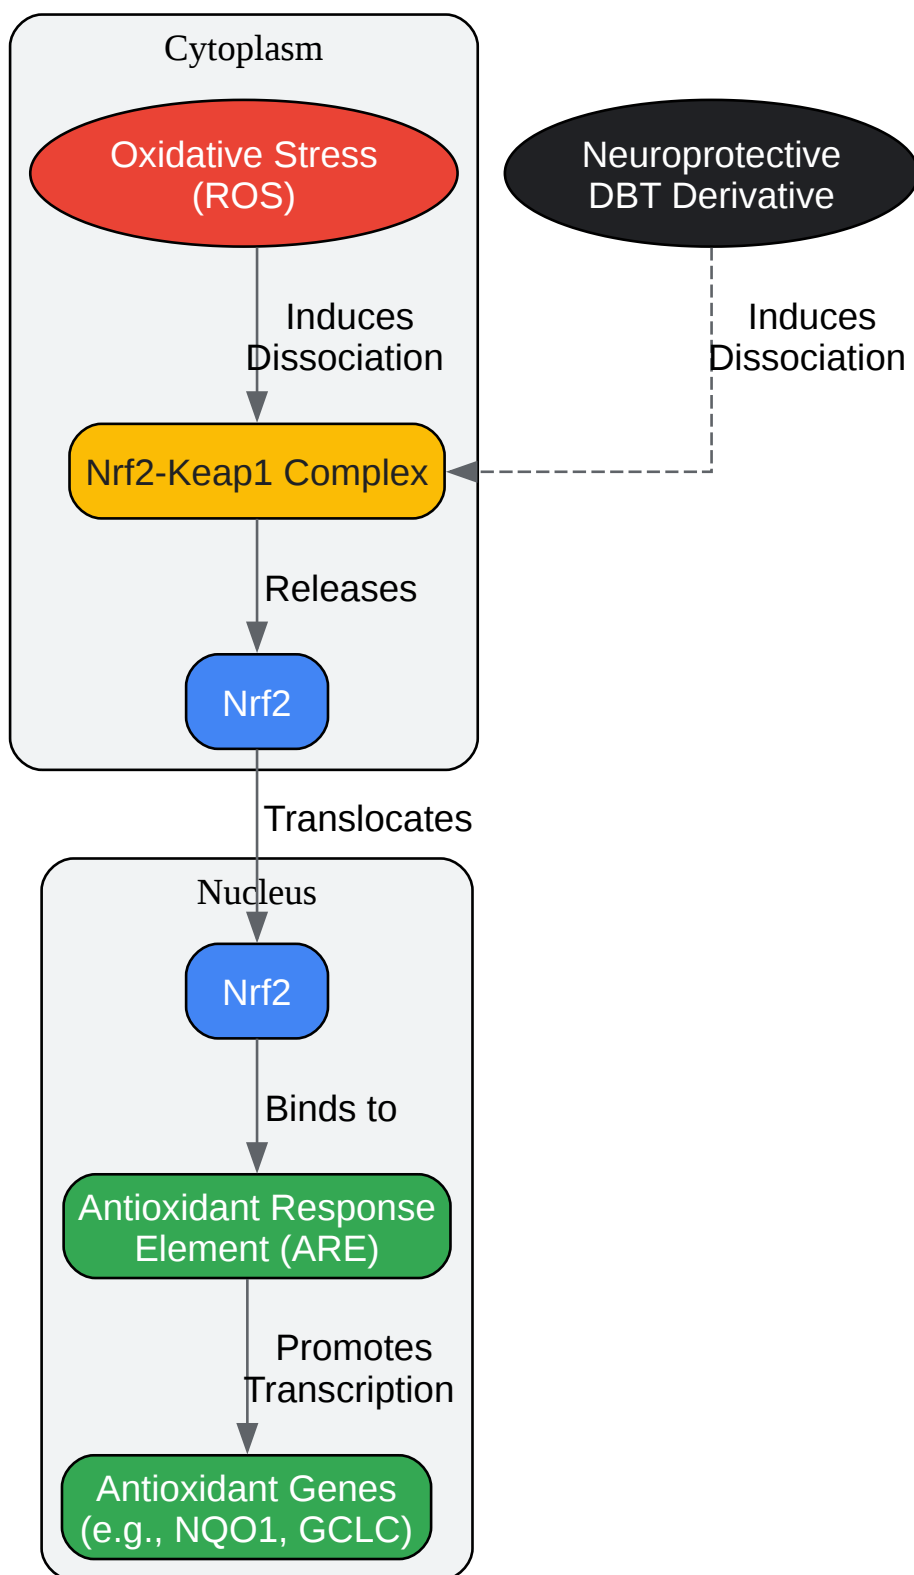 Cytoplasm
Oxidative Stress
(ROS)
Neuroprotective
DBT Derivative
Induces
Dissociation
Induces
Dissociation
Nrf2-Keap1 Complex
Releases
Nrf2
Translocates
Nucleus
Nrf2
Binds to
Antioxidant Response
Element (ARE)
Promotes
Transcription
Antioxidant Genes
(e.g., NQO1, GCLC)